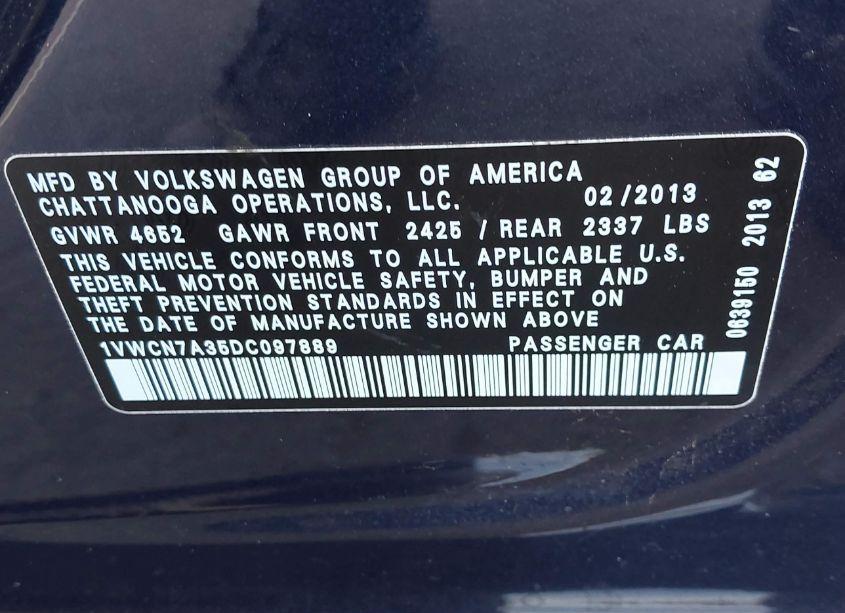 MFD BY VOLKSWAGEN GROUP OF AMERICA
CHATTANOOGA OPERATIONS, LLC. 02/2013
GVWR 4652 GAWR FRONT 2425 / REAR 2337 LBS
THIS VEHICLE CONFORMS TO ALL APPLICABLE U.S.
FEDERAL MOTOR VEHICLE SAFETY, BUMPER AND
THEFT PREVENTION STANDARDS IN EFFECT ON
THE DATE OF MANUFACTURE SHOWN ABOVE
1VWCN7A35DC097889 PASSENGER CAR
0639150 2013 62